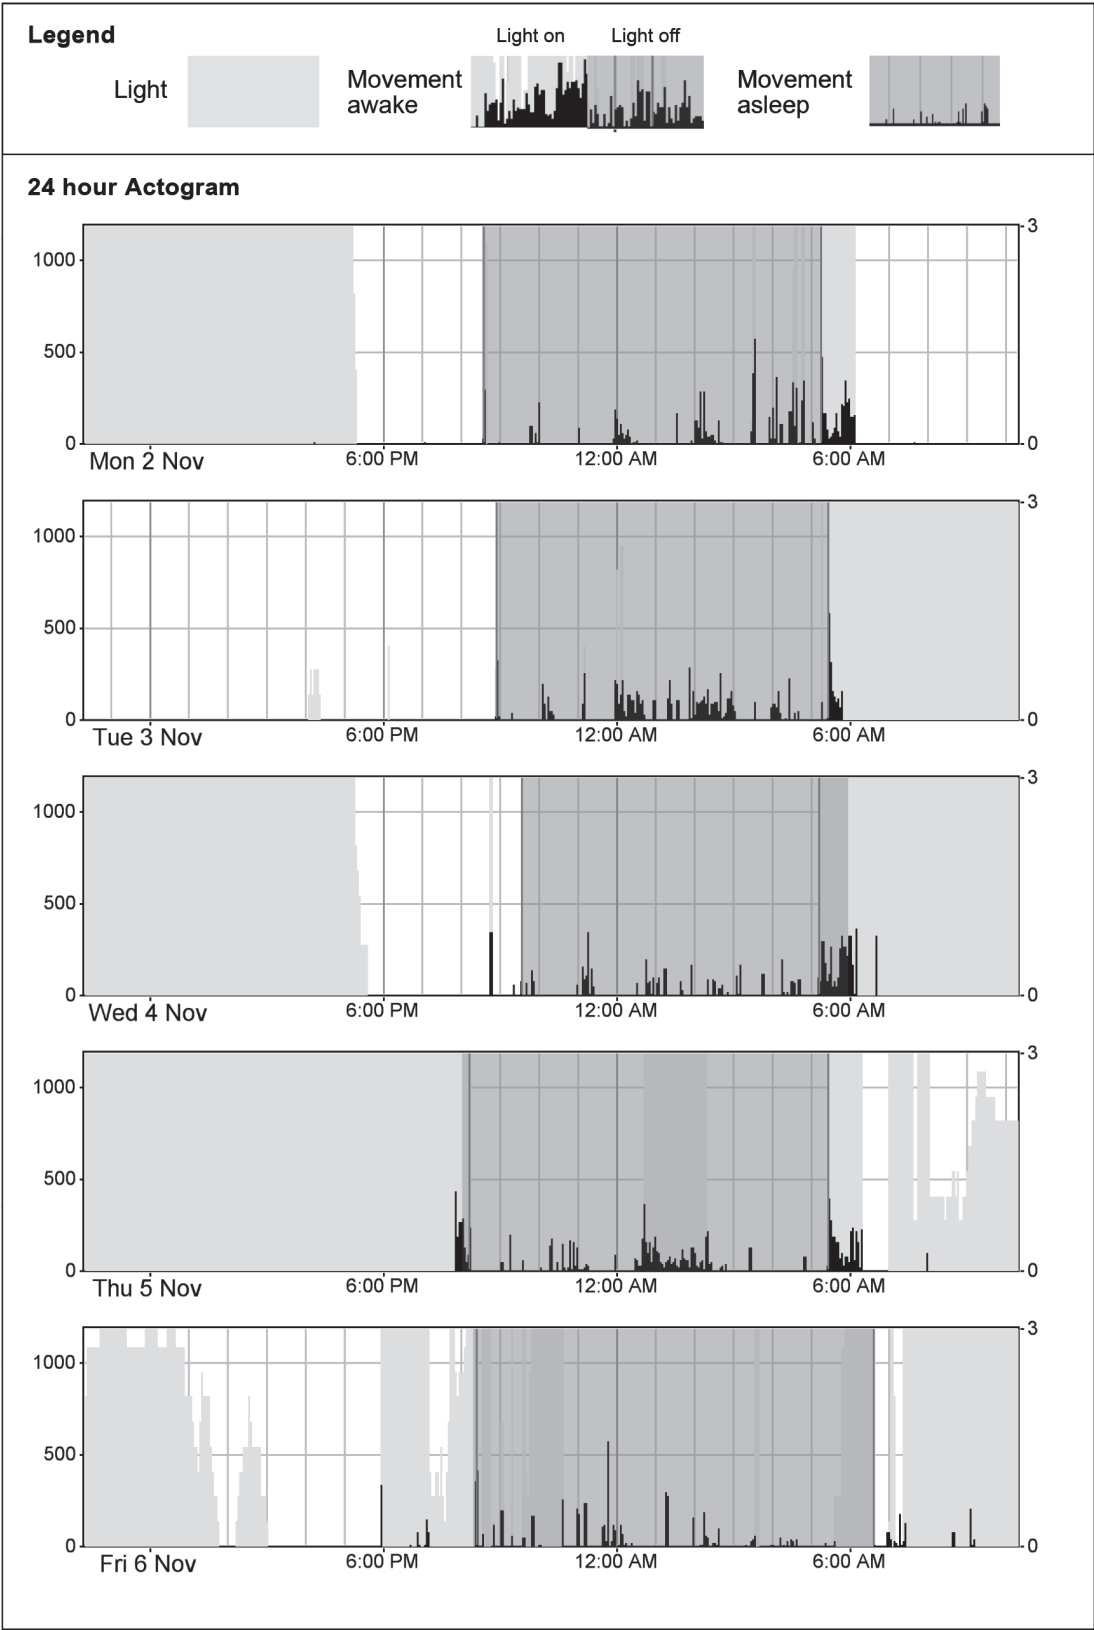 Legend
Light on Light off
Light Movement awake Movement asleep
24 hour Actogram
1000 3
500
0 0
Mon 2 Nov 6:00 PM 12:00 AM 6:00 AM
1000 3
500
0 0
Tue 3 Nov 6:00 PM 12:00 AM 6:00 AM
1000 3
500
0 0
Wed 4 Nov 6:00 PM 12:00 AM 6:00 AM
1000 3
500
0 0
Thu 5 Nov 6:00 PM 12:00 AM 6:00 AM
1000 3
500
0 0
Fri 6 Nov 6:00 PM 12:00 AM 6:00 AM